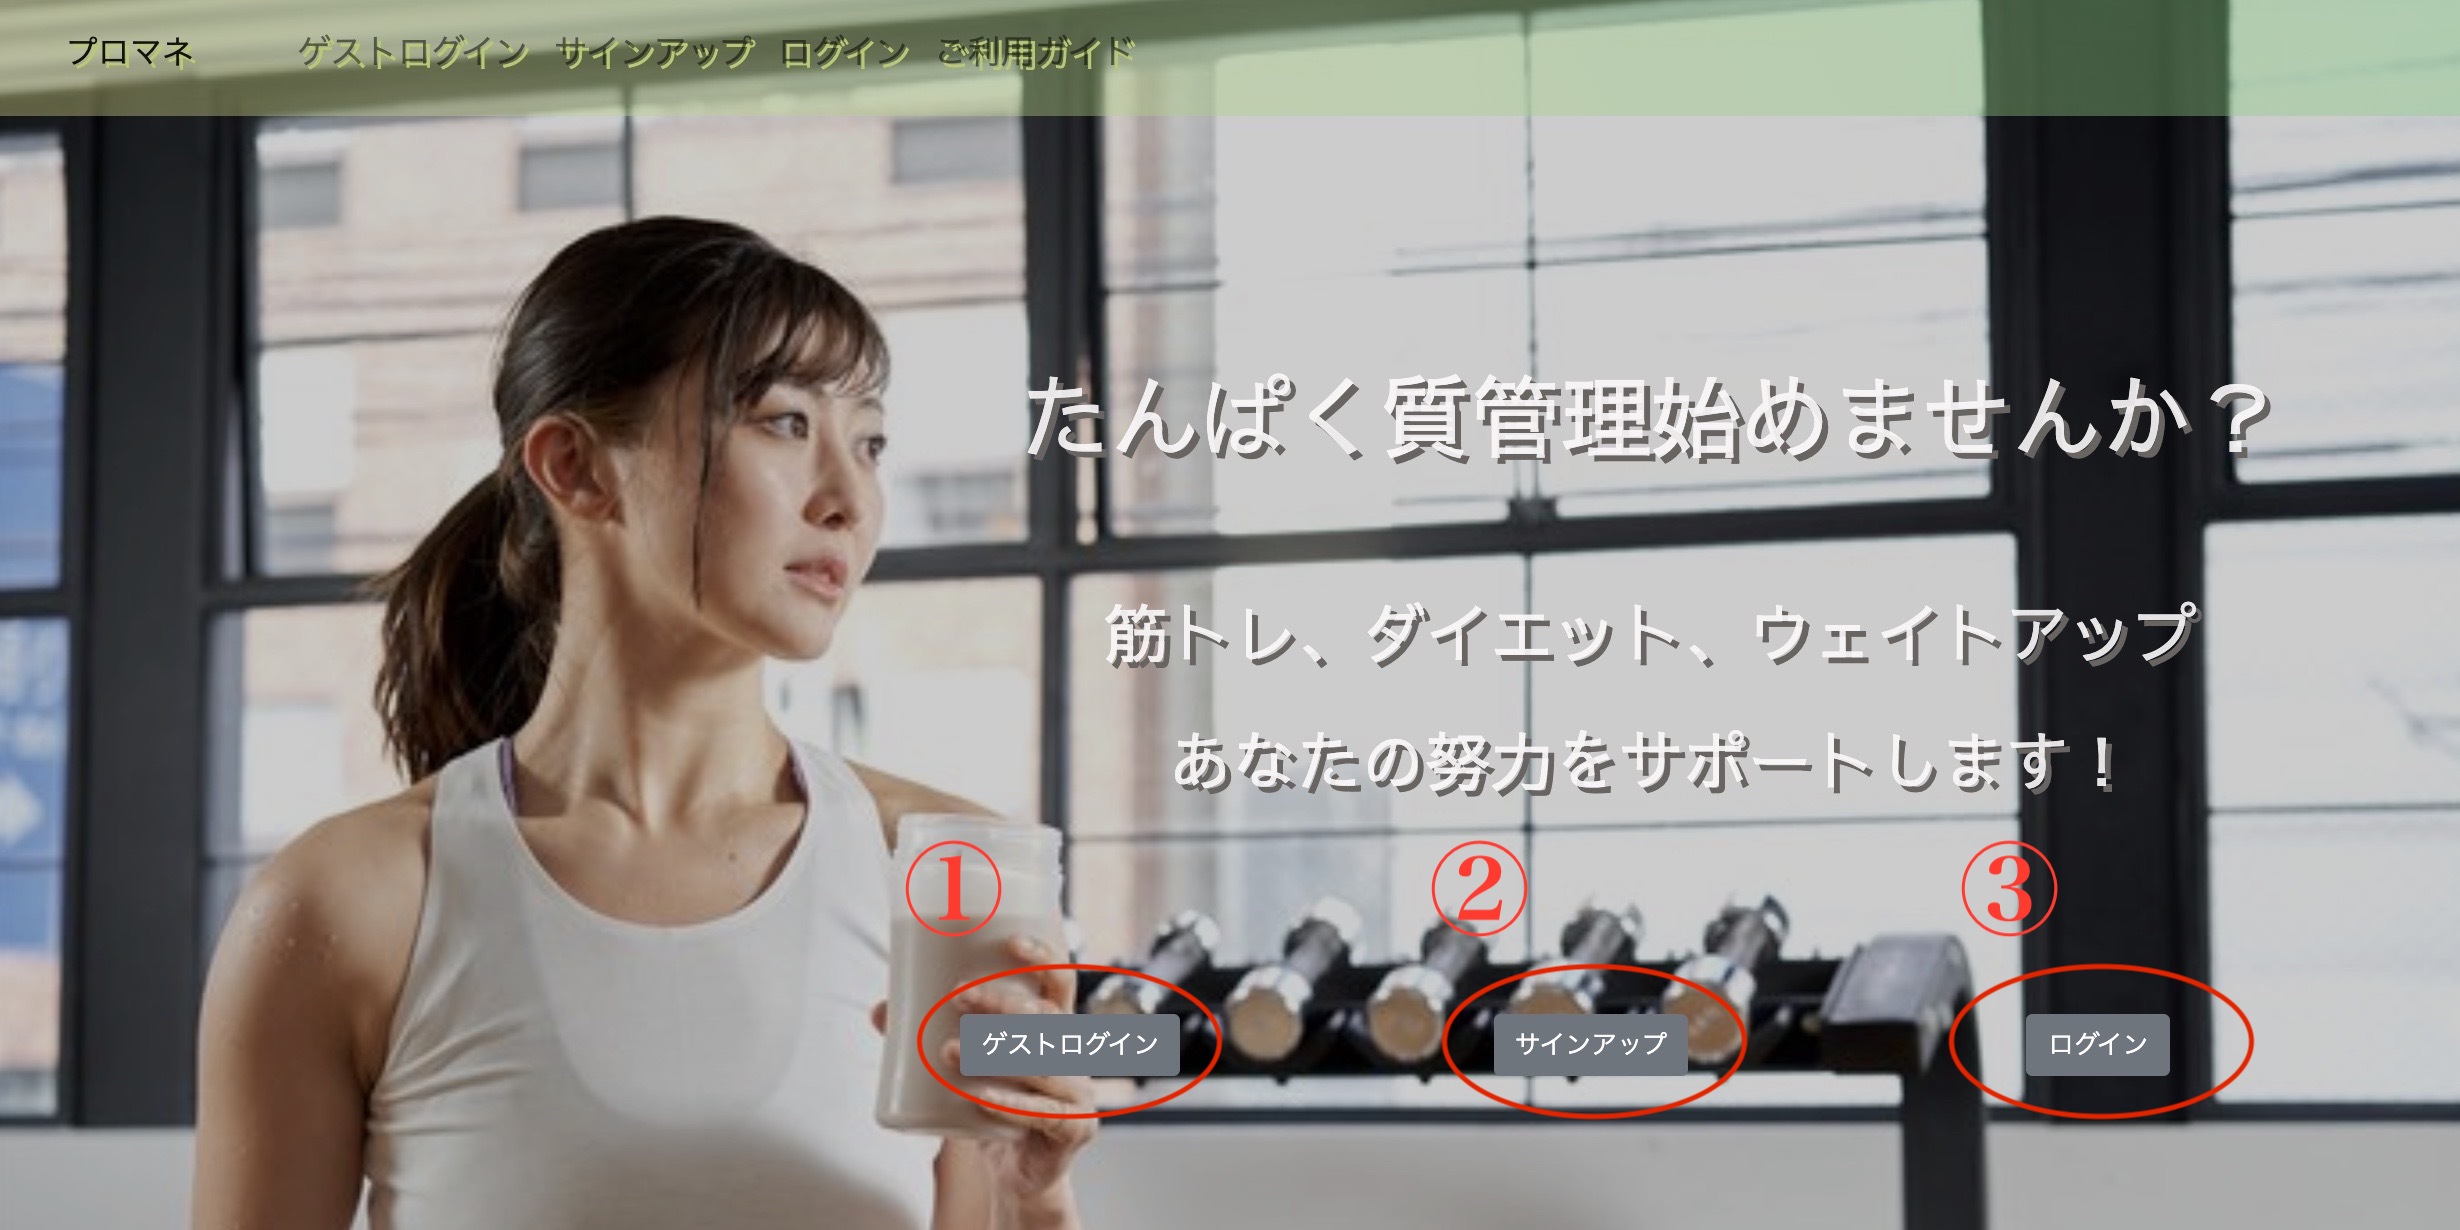 プロマネ ゲストログイン サインアップ ログイン ご利用ガイド
たんぱく質管理始めませんか？
筋トレ、ダイエット、ウェイトアップ
あなたの努力をサポートします！
① ② ③
ゲストログイン サインアップ ログイン